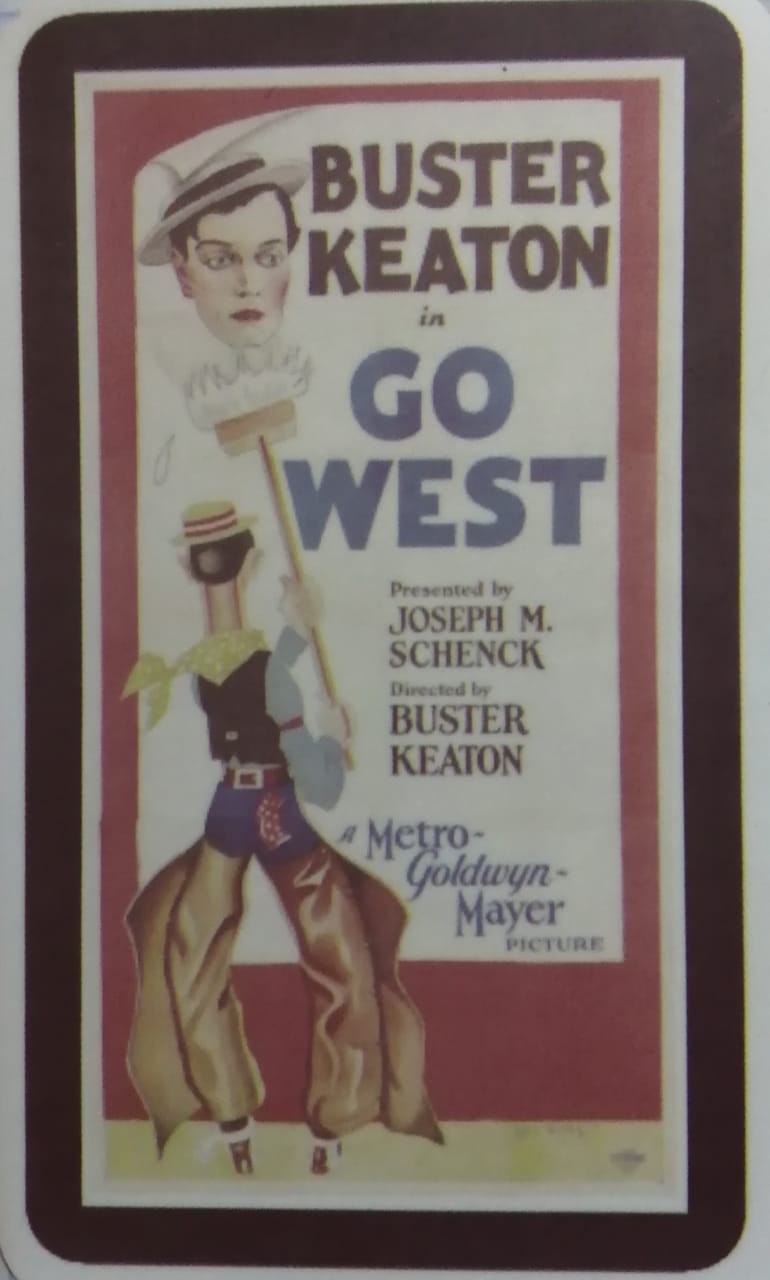 BUSTER
KEATON
in
GO
WEST
Presented by
JOSEPH M.
SCHENCK
Directed by
BUSTER
KEATON
A Metro-
Goldwyn-
Mayer
PICTURE